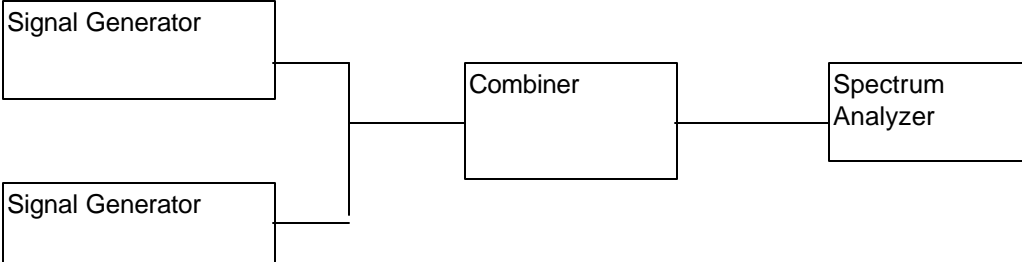 Signal Generator
Combiner
Spectrum
Analyzer
Signal Generator